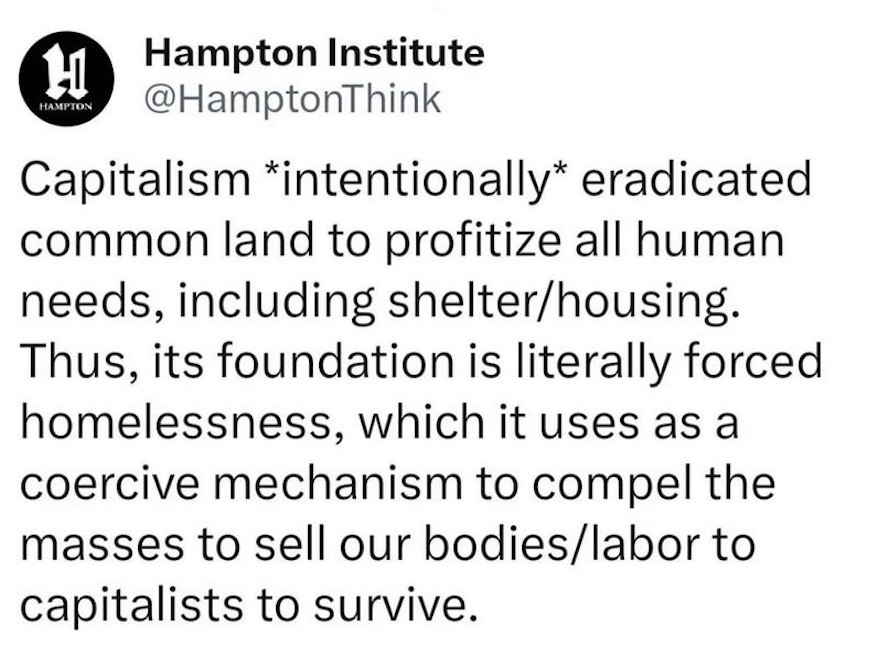 Hampton Institute
HAMPTON
@HamptonThink
Capitalism *intentionally* eradicated
common land to profitize all human
needs, including shelter/housing.
Thus, its foundation is literally forced
homelessness, which it uses as a
coercive mechanism to compel the
masses to sell our bodies/labor to
capitalists to survive.